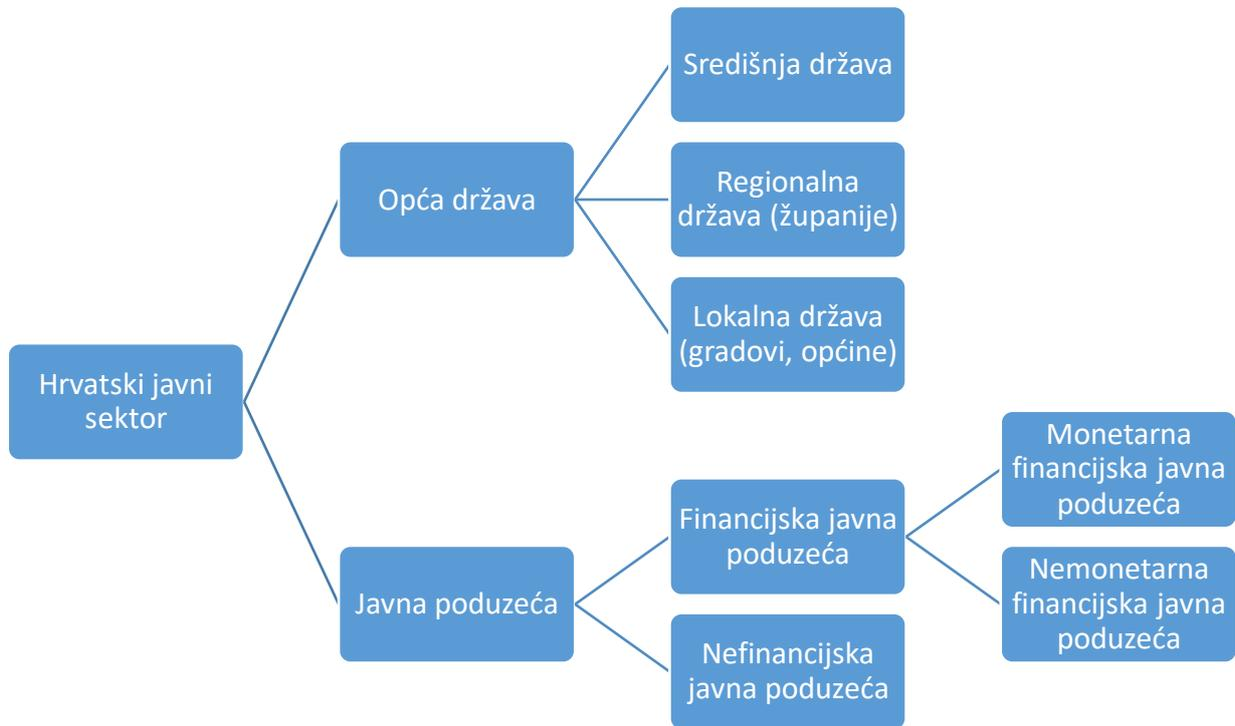 Središnja država
Opća država
Regionalna
država (županije)
Lokalna država
(gradovi, općine)
Hrvatski javni
sektor
Monetarna
financijska javna
poduzeća
Financijska javna
poduzeća
Javna poduzeća
Nemonetarna
financijska javna
poduzeća
Nefinancijska
javna poduzeća